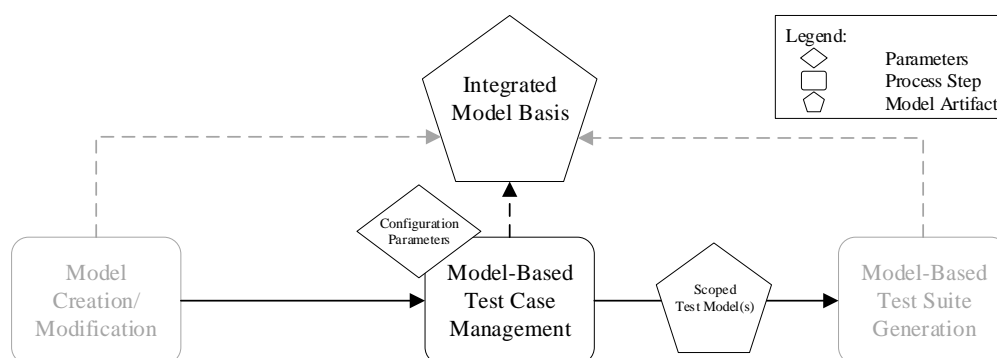 Legend:
Parameters
Process Step
Model Artifact
Integrated
Model Basis
Configuration
Parameters
Model
Creation/
Modification
Model-Based
Test Case
Management
Scoped
Test Model(s)
Model-Based
Test Suite
Generation